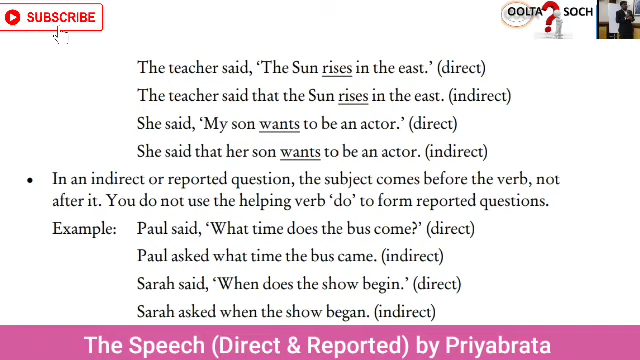 SUBSCRIBE
OOLTA ? SOCH
The teacher said, ‘The Sun rises in the east.’ (direct)
The teacher said that the Sun rises in the east. (indirect)
She said, ‘My son wants to be an actor.’ (direct)
She said that her son wants to be an actor. (indirect)
• In an indirect or reported question, the subject comes before the verb, not
after it. You do not use the helping verb ‘do’ to form reported questions.
Example: Paul said, ‘What time does the bus come?’ (direct)
Paul asked what time the bus came. (indirect)
Sarah said, ‘When does the show begin.’ (direct)
Sarah asked when the show began. (indirect)
The Speech (Direct & Reported) by Priyabrata